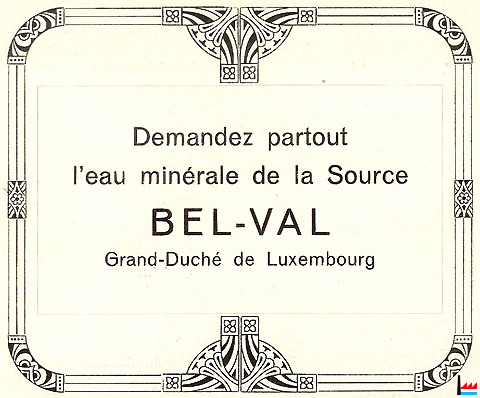 Demandez partout
l'eau minérale de la Source
BEL-VAL
Grand-Duché de Luxembourg